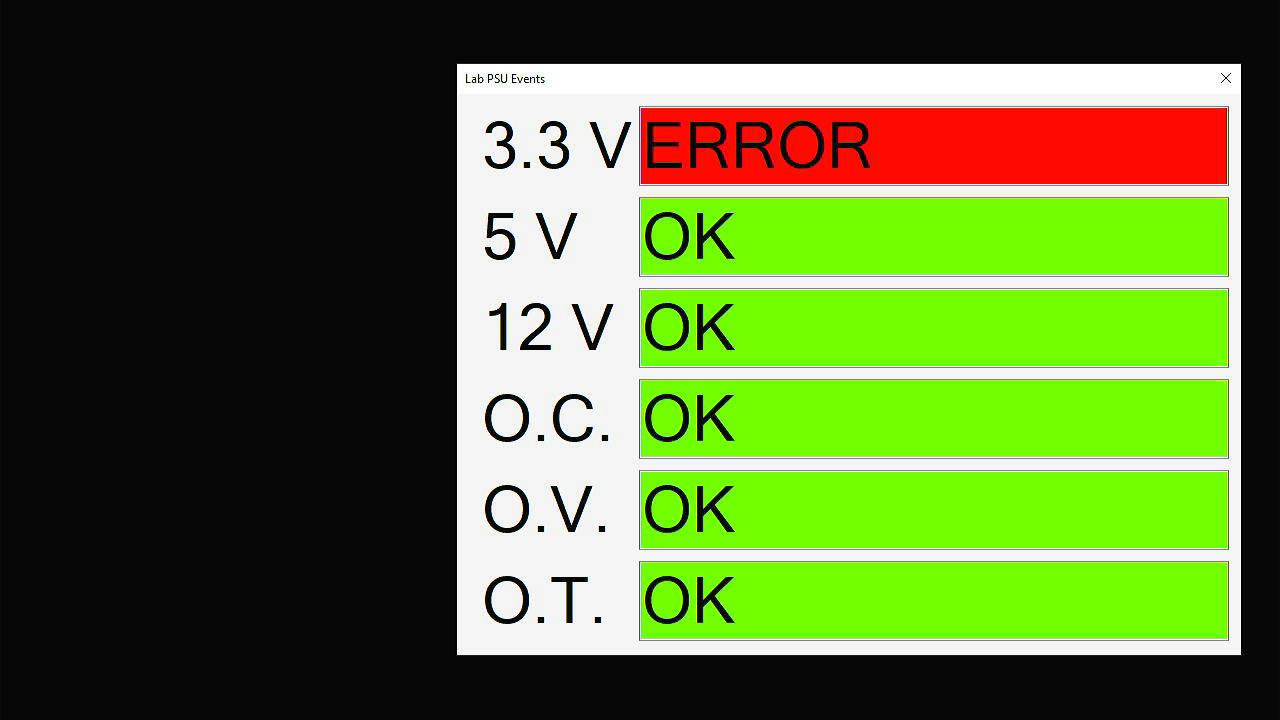 Lab PSU Events
3.3 V ERROR
5 V OK
12 V OK
O.C. OK
O.V. OK
O.T. OK